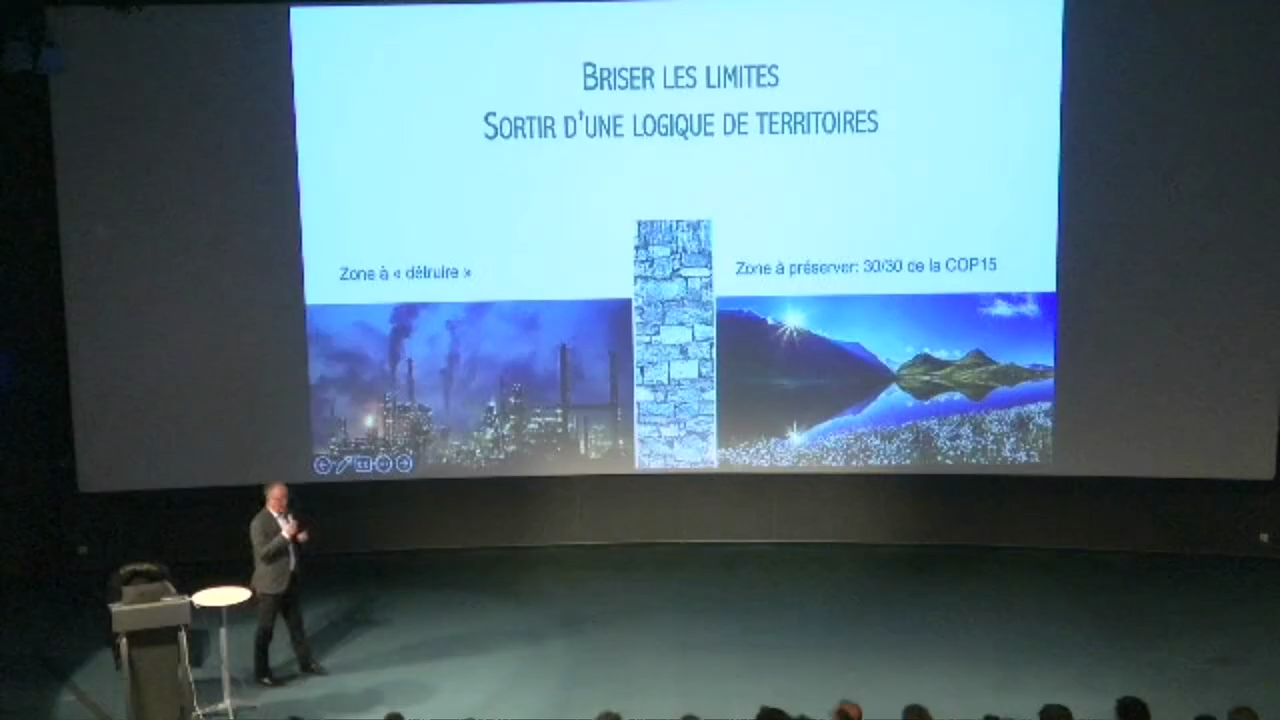 BRISER LES LIMITES
SORTIR D'UNE LOGIQUE DE TERRITOIRES
Zone à « détruire »
Zone à préserver: 30/30 de la COP15